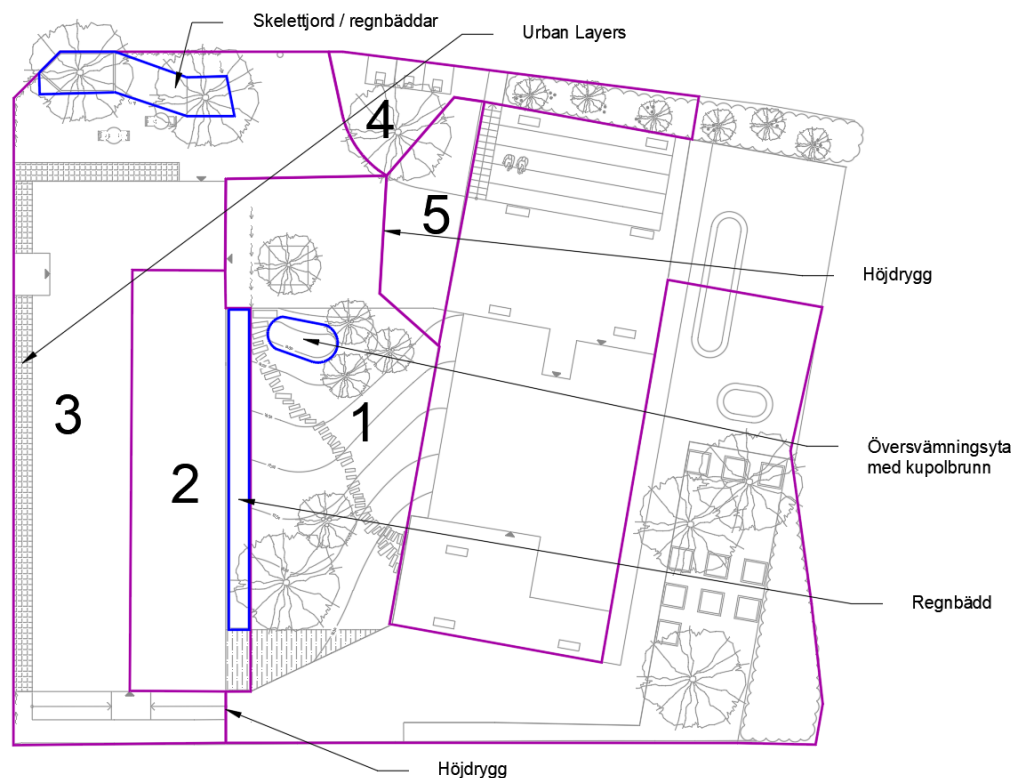 Skelettjord / regnbäddar
Urban Layers
4
5
Höjdrygg
3
1
Översvämningsyta
med kupolbrunn
2
Regnbädd
Höjdrygg